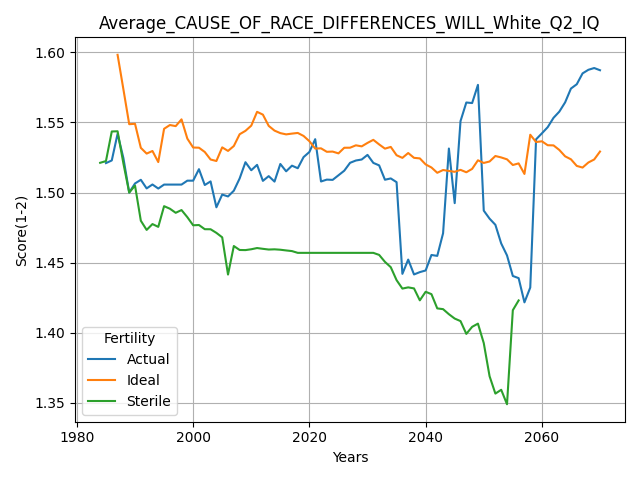 Average_CAUSE_OF_RACE_DIFFERENCES_WILL_White_Q2_IQ
1.60
1.55
1.50
1.45
1.40
1.35
Score(1-2)
Fertility
Actual
Ideal
Sterile
1980
2000
2020
2040
2060
Years